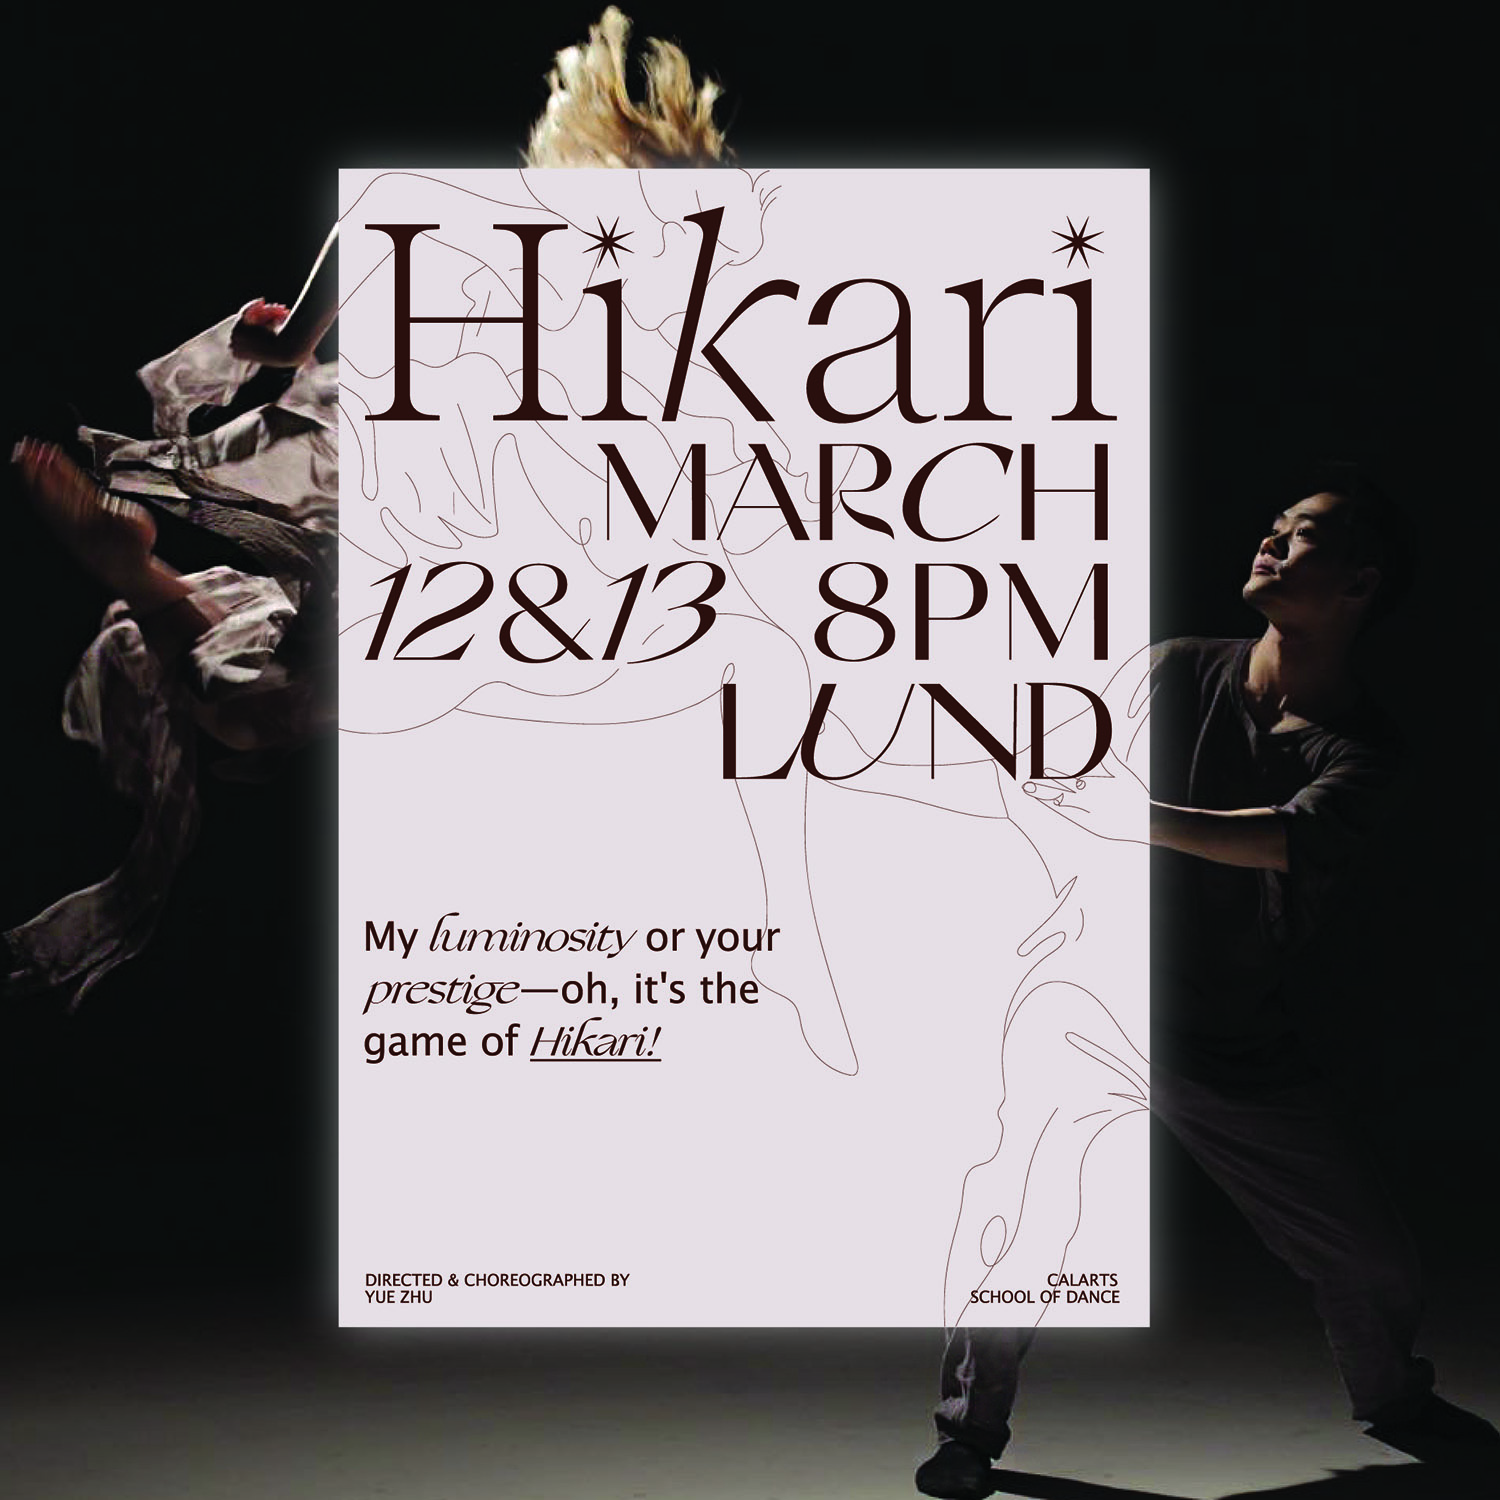 Hikari
MARCH
12&13 8PM
LUND
My luminosity or your
prestige—oh, it's the
game of Hikari!
DIRECTED & CHOREOGRAPHED BY
YUE ZHU
CALARTS
SCHOOL OF DANCE